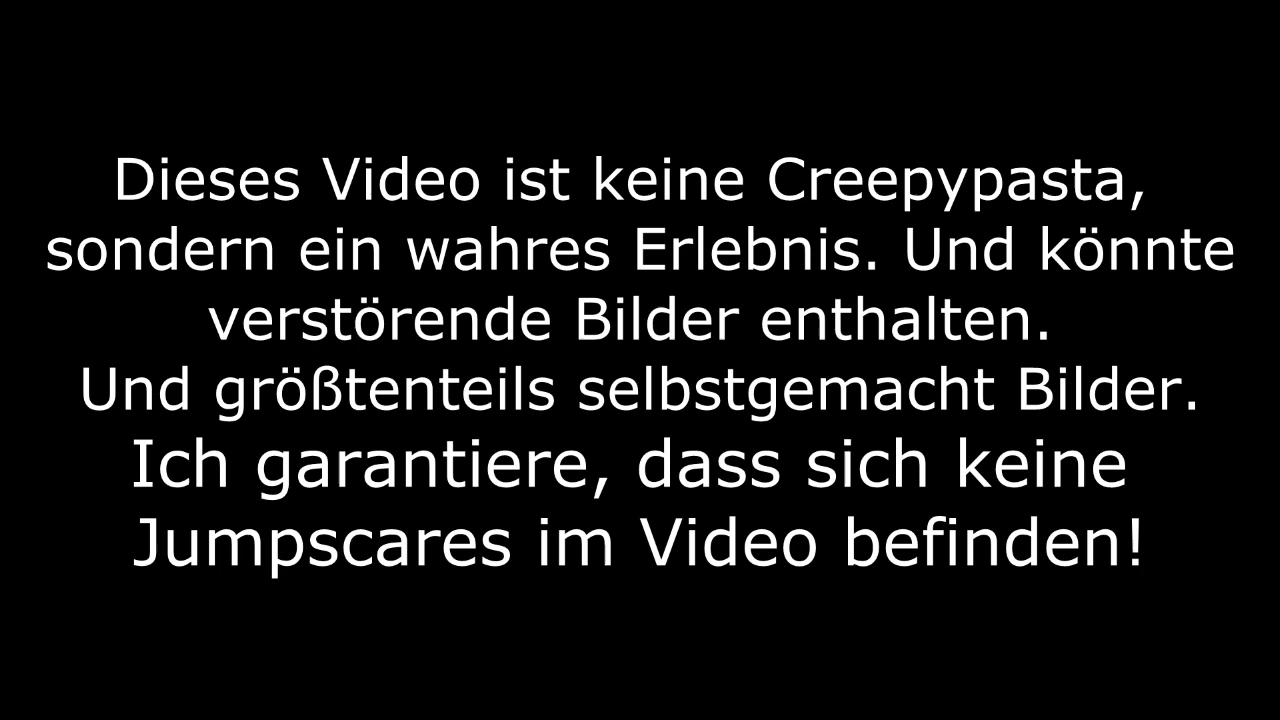 Dieses Video ist keine Creepypasta,
sondern ein wahres Erlebnis. Und könnte
verstörende Bilder enthalten.
Und größtenteils selbstgemacht Bilder.
Ich garantiere, dass sich keine
Jumpscares im Video befinden!